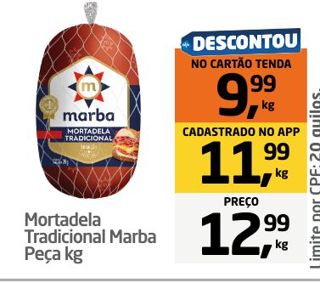 m
marba
MORTADELA
TRADICIONAL
Mortadela
Tradicional Marba
Peça kg
DESCONTOU
NO CARTÃO TENDA
9,99
kg
CADASTRADO NO APP
11,99
kg
PREÇO
12,99
kg
Limite por CPF: 20 quilos.